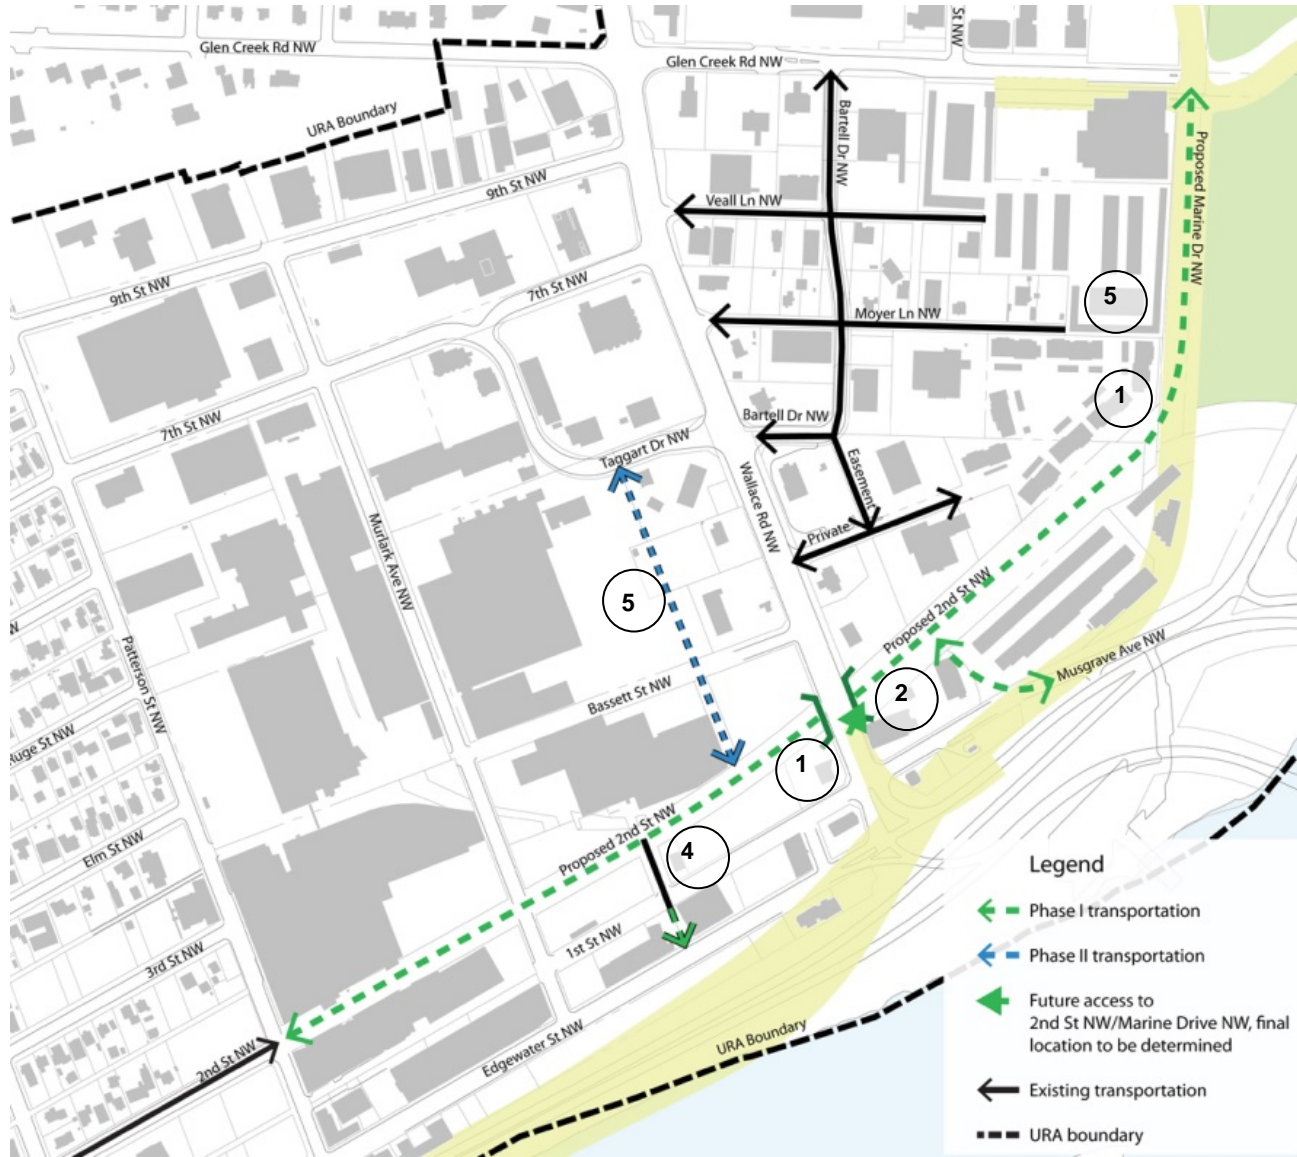 St NW
Glen Creek Rd NW
Glen Creek Rd NW
URA Boundary
Bartell Dr NW
Proposed Marine Dr NW
9th St NW
Veall Ln NW
9th St NW
7th St NW
5
Moyer Ln NW
1
7th St NW
Bartell Dr NW
Taggart Dr NW
Easement
Wallace Rd NW
Murlark Ave NW
Private
5
Proposed 2nd St NW
Patterson St NW
Musgrave Ave NW
Bassett St NW
2
1
Proposed 2nd St NW
4
Elm St NW
3rd St NW
1st St NW
2nd St NW
Edgewater St NW
URA Boundary
Legend
Phase I transportation
Phase II transportation
Future access to
2nd St NW/Marine Drive NW, final
location to be determined
Existing transportation
URA boundary